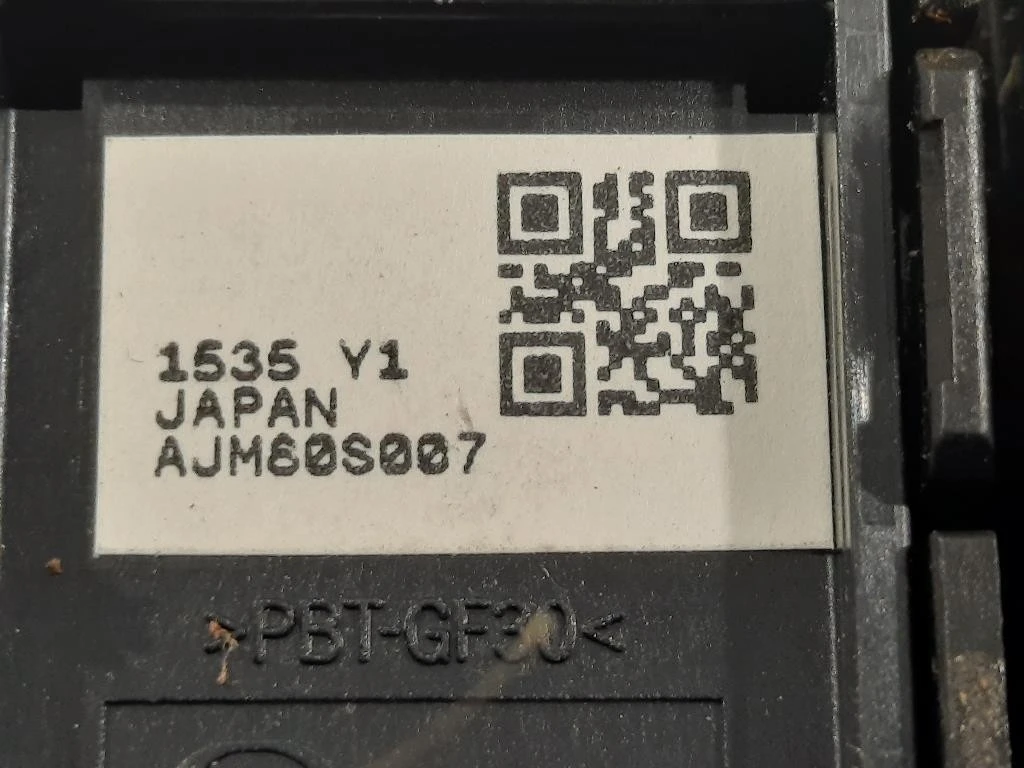 1535 Y1
JAPAN
AJM60S007
>PBT-GF30<